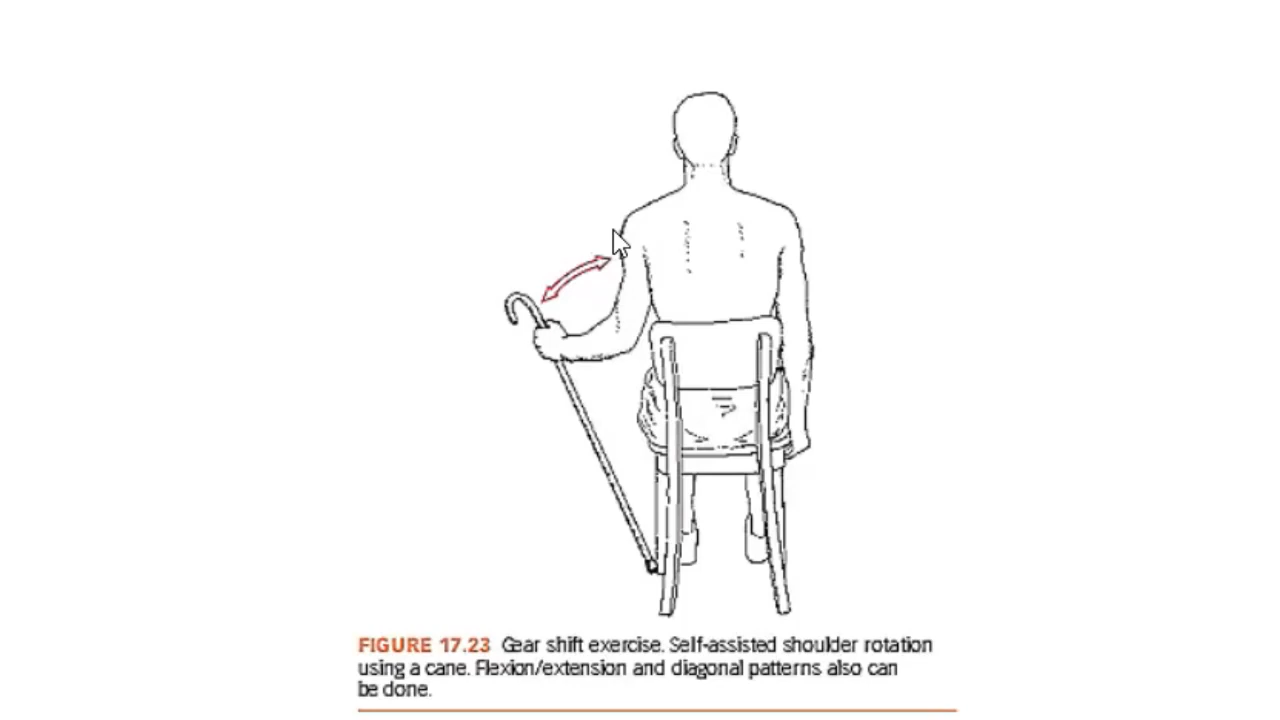 FIGURE 17.23 Gear shift exercise. Self-assisted shoulder rotation
using a cane. Flexion/extension and diagonal patterns also can
be done.